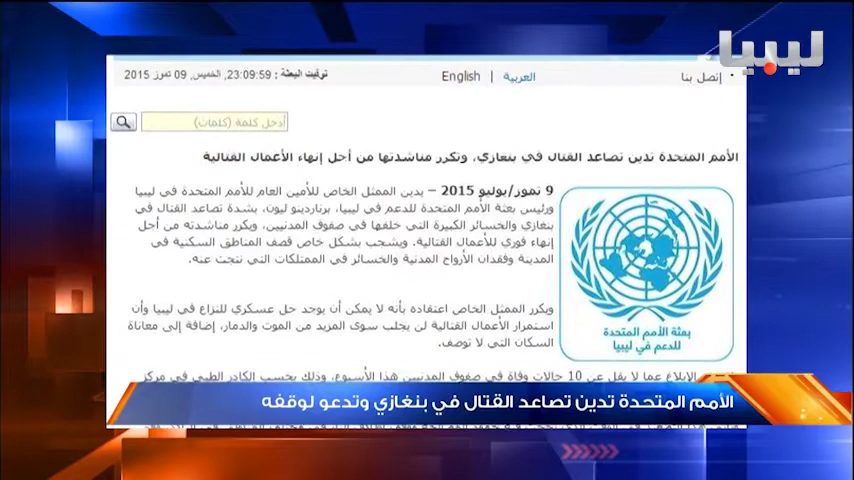 ليبيا
إتصل بنا
العربية | English
توقيت البعثة : 23:09:59, الخميس, 09 تموز 2015
أدخل كلمة (كلمات)
الأمم المتحدة تدين تصاعد القتال في بنغازي، وتكرر مناشدتها من أجل إنهاء الأعمال القتالية
9 تموز/يوليو 2015 – يدين الممثل الخاص للأمين العام للأمم المتحدة في ليبيا
ورئيس بعثة الأمم المتحدة للدعم في ليبيا، برناردينو ليون، بشدة تصاعد القتال في
بنغازي والخسائر الكبيرة التي خلفها في صفوف المدنيين، ويكرر مناشدته من أجل
إنهاء فوري للأعمال القتالية. ويشجب بشكل خاص قصف المناطق السكنية في
المدينة وفقدان الأرواح المدنية والخسائر في الممتلكات التي نتجت عنه.
ويكرر الممثل الخاص اعتقاده بأنه لا يمكن أن يوجد حل عسكري للنزاع في ليبيا وأن
استمرار الأعمال القتالية لن يجلب سوى المزيد من الموت والدمار، إضافة إلى معاناة
السكان التي لا توصف.
بعثة الأمم المتحدة
للدعم في ليبيا
الإبلاغ عما لا يقل عن 10 حالات وفاة في صفوف المدنيين هذا الأسبوع، وذلك بحسب الكادر الطبي في مركز
الأمم المتحدة تدين تصاعد القتال في بنغازي وتدعو لوقفه